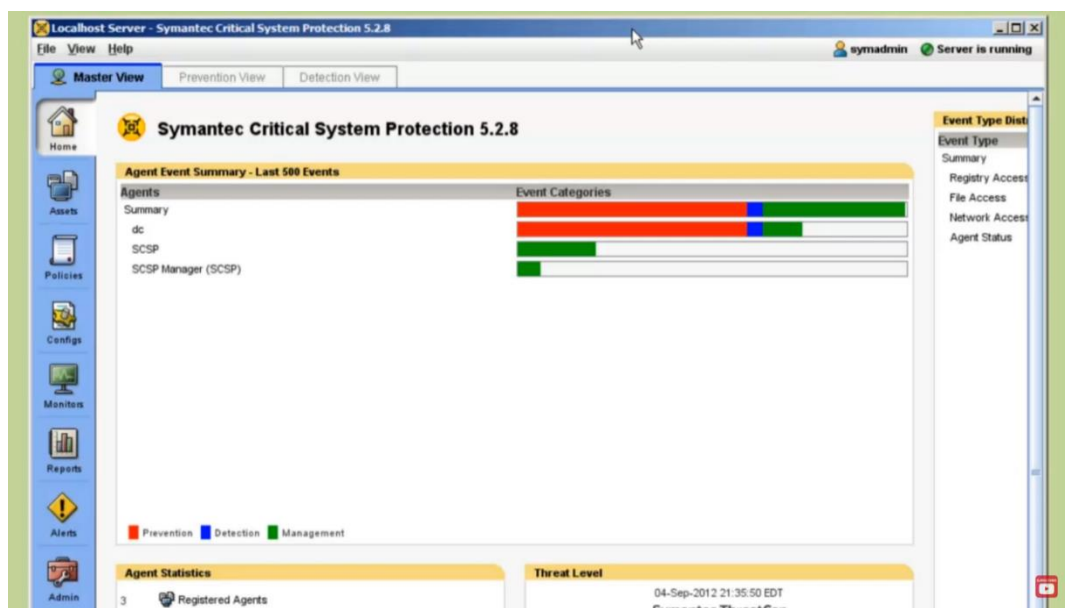 Localhost Server - Symantec Critical System Protection 5.2.8
File View Help
symadmin Server is running
Master View Prevention View Detection View
Home
Assets
Policies
Configs
Monitors
Reports
Alerts
Admin
Symantec Critical System Protection 5.2.8
Agent Event Summary - Last 500 Events
Agents Event Categories
Summary
dc
SCSP
SCSP Manager (SCSP)
Prevention Detection Management
Event Type
Event Type
Summary
Registry Access
File Access
Network Access
Agent Status
Agent Statistics
3 Registered Agents
Threat Level
04-Sep-2012 21:35:50 EDT